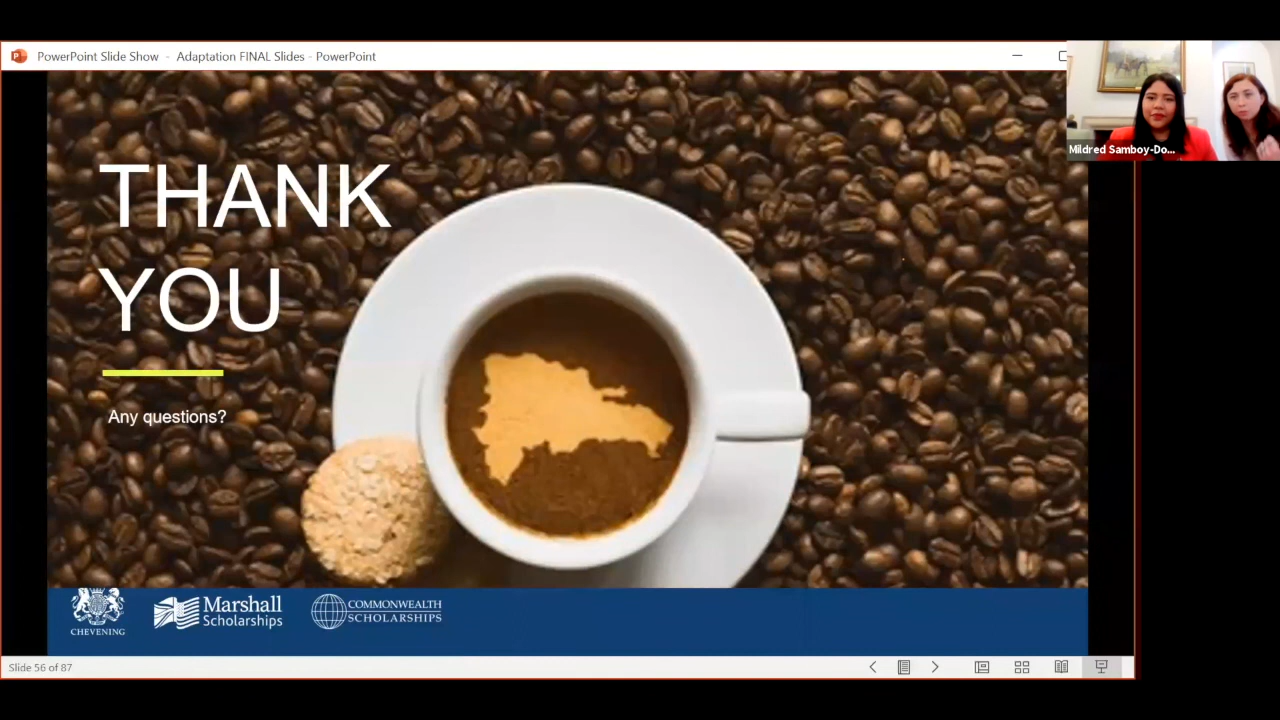 PowerPoint Slide Show - Adaptation FINAL Slides - PowerPoint
Mildred Samboy-Do...
THANK
YOU
Any questions?
CHEVENING
Marshall
Scholarships
COMMONWEALTH
SCHOLARSHIPS
Slide 56 of 87